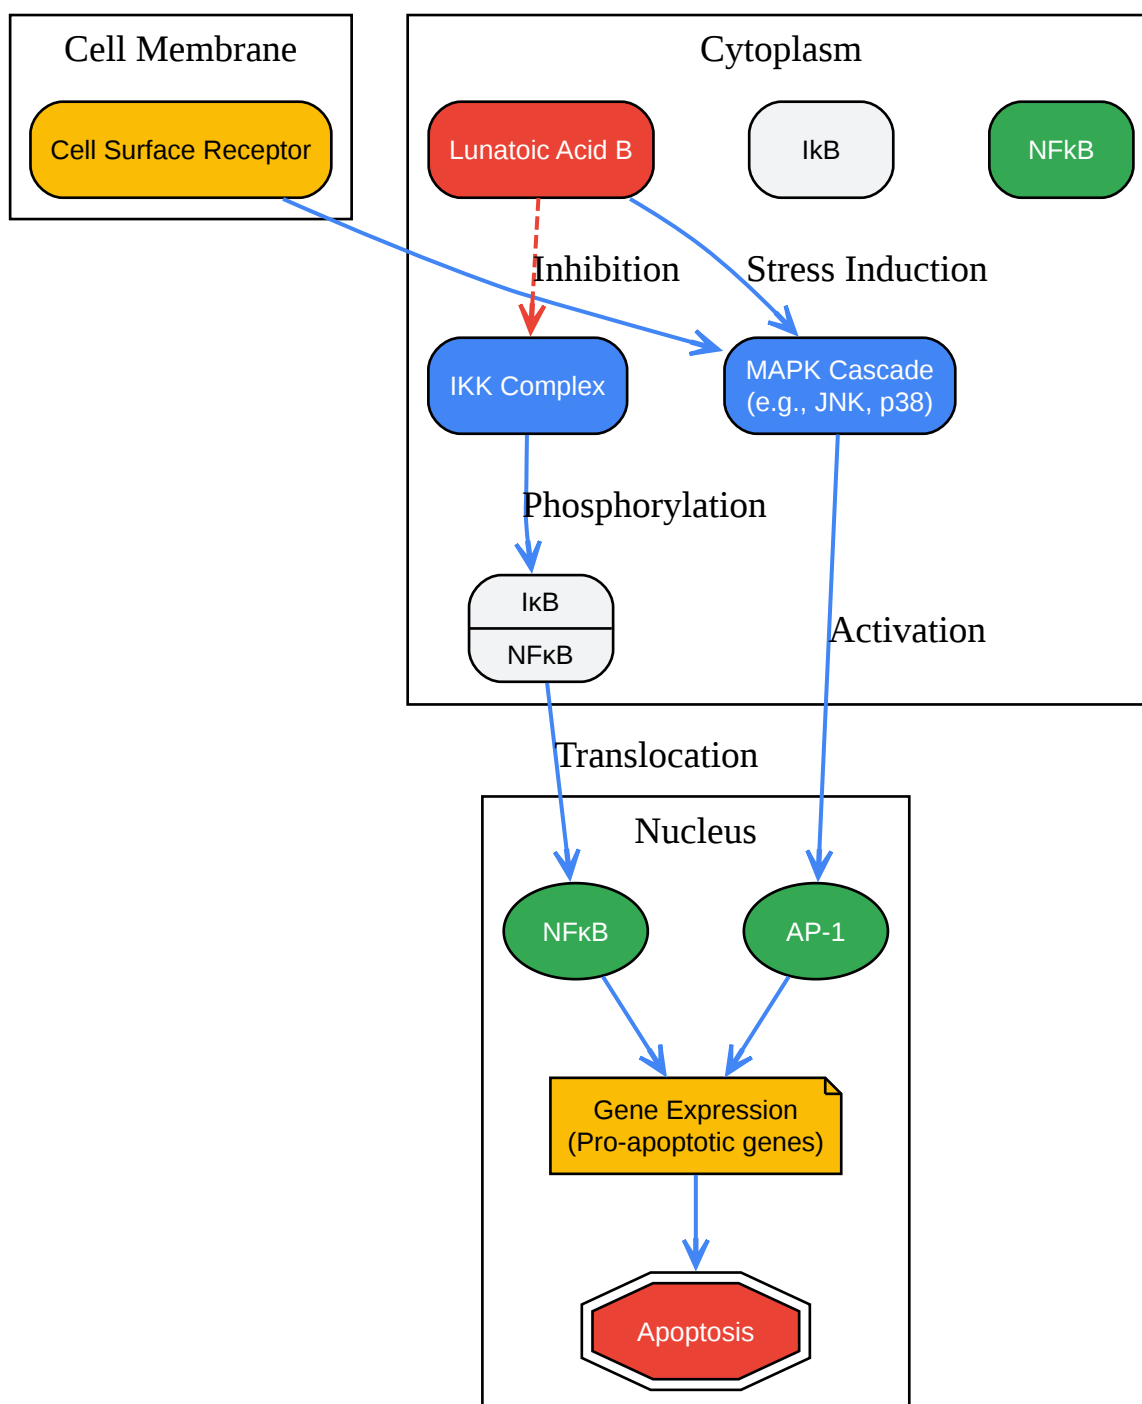 Cell Membrane
Cytoplasm
Cell Surface Receptor
Lunatoic Acid B
IkB
NFkB
Inhibition
Stress Induction
IKK Complex
MAPK Cascade
(e.g., JNK, p38)
Phosphorylation
IκB
NFκB
Activation
Translocation
Nucleus
NFκB
AP-1
Gene Expression
(Pro-apoptotic genes)
Apoptosis